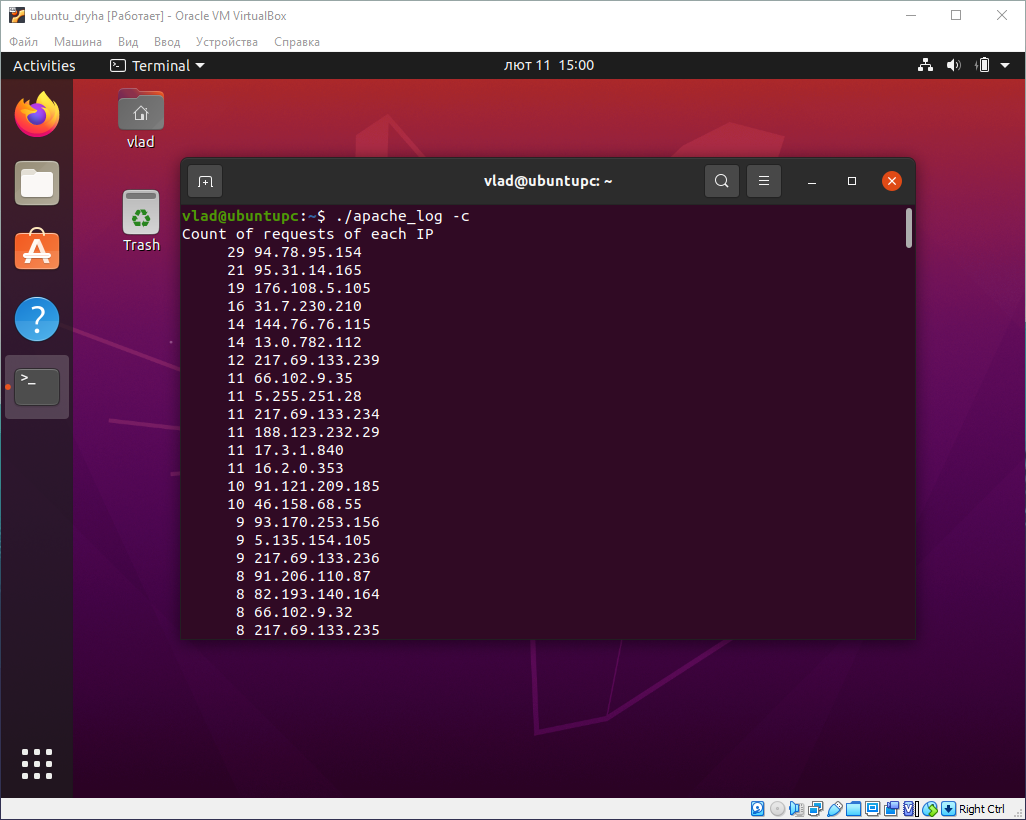 ubuntu_dryha [Работает] - Oracle VM VirtualBox
Файл Машина Вид Ввод Устройства Справка
Activities Terminal лют 11 15:00
vlad
Trash
vlad@ubuntupc: ~
vlad@ubuntupc:~$ ./apache_log -c
Count of requests of each IP
29 94.78.95.154
21 95.31.14.165
19 176.108.5.105
16 31.7.230.210
14 144.76.76.115
14 13.0.782.112
12 217.69.133.239
11 66.102.9.35
11 5.255.251.28
11 217.69.133.234
11 188.123.232.29
11 17.3.1.840
11 16.2.0.353
10 91.121.209.185
10 46.158.68.55
9 93.170.253.156
9 5.135.154.105
9 217.69.133.236
8 91.206.110.87
8 82.193.140.164
8 66.102.9.32
8 217.69.133.235
Right Ctrl